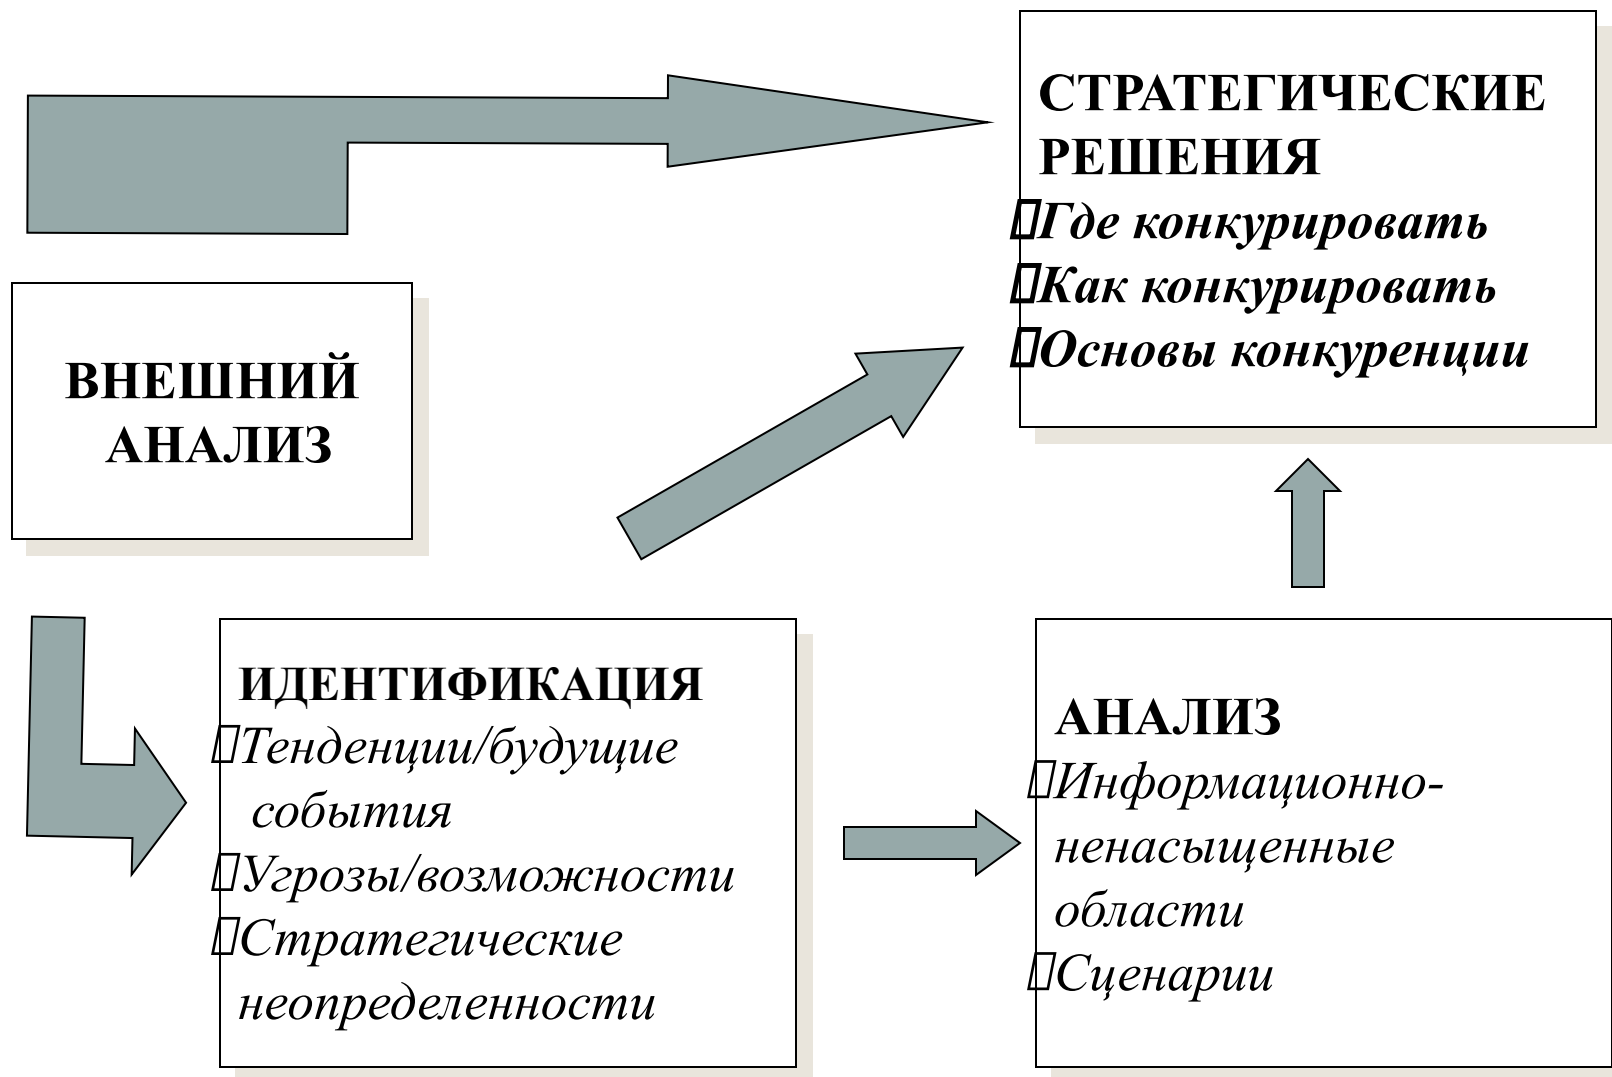 СТРАТЕГИЧЕСКИЕ
РЕШЕНИЯ
Где конкурировать
Как конкурировать
Основы конкуренции
ВНЕШНИЙ
АНАЛИЗ
ИДЕНТИФИКАЦИЯ
Тенденции/будущие
события
Угрозы/возможности
Стратегические
неопределенности
АНАЛИЗ
Информационно-
ненасыщенные
области
Сценарии